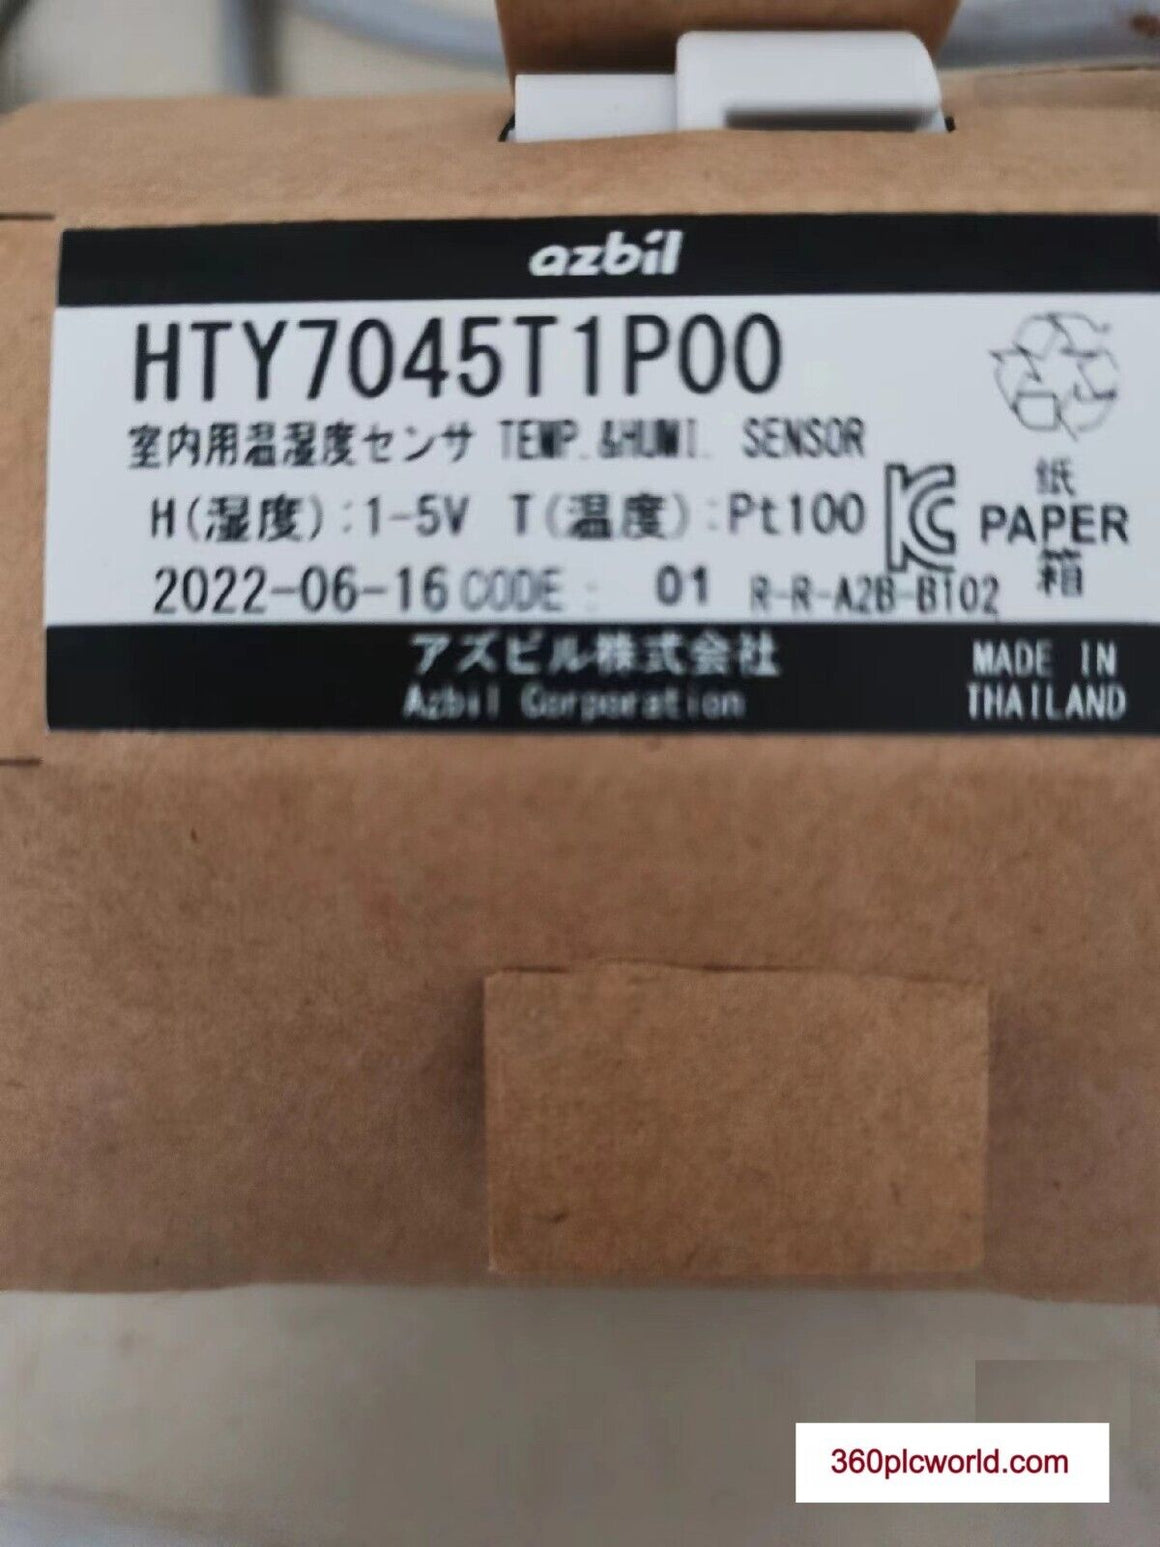 azbil
HTY7045T1P00
室内用温湿度センサ TEMP.&HUMI. SENSOR
H(湿度):1-5V T(温度):Pt100
紙
PAPER
箱
2022-06-16 CODE: 01 R-R-A2B-BT02
アズビル株式会社
Azbil Corporation
MADE IN
THAILAND
360plcworld.com